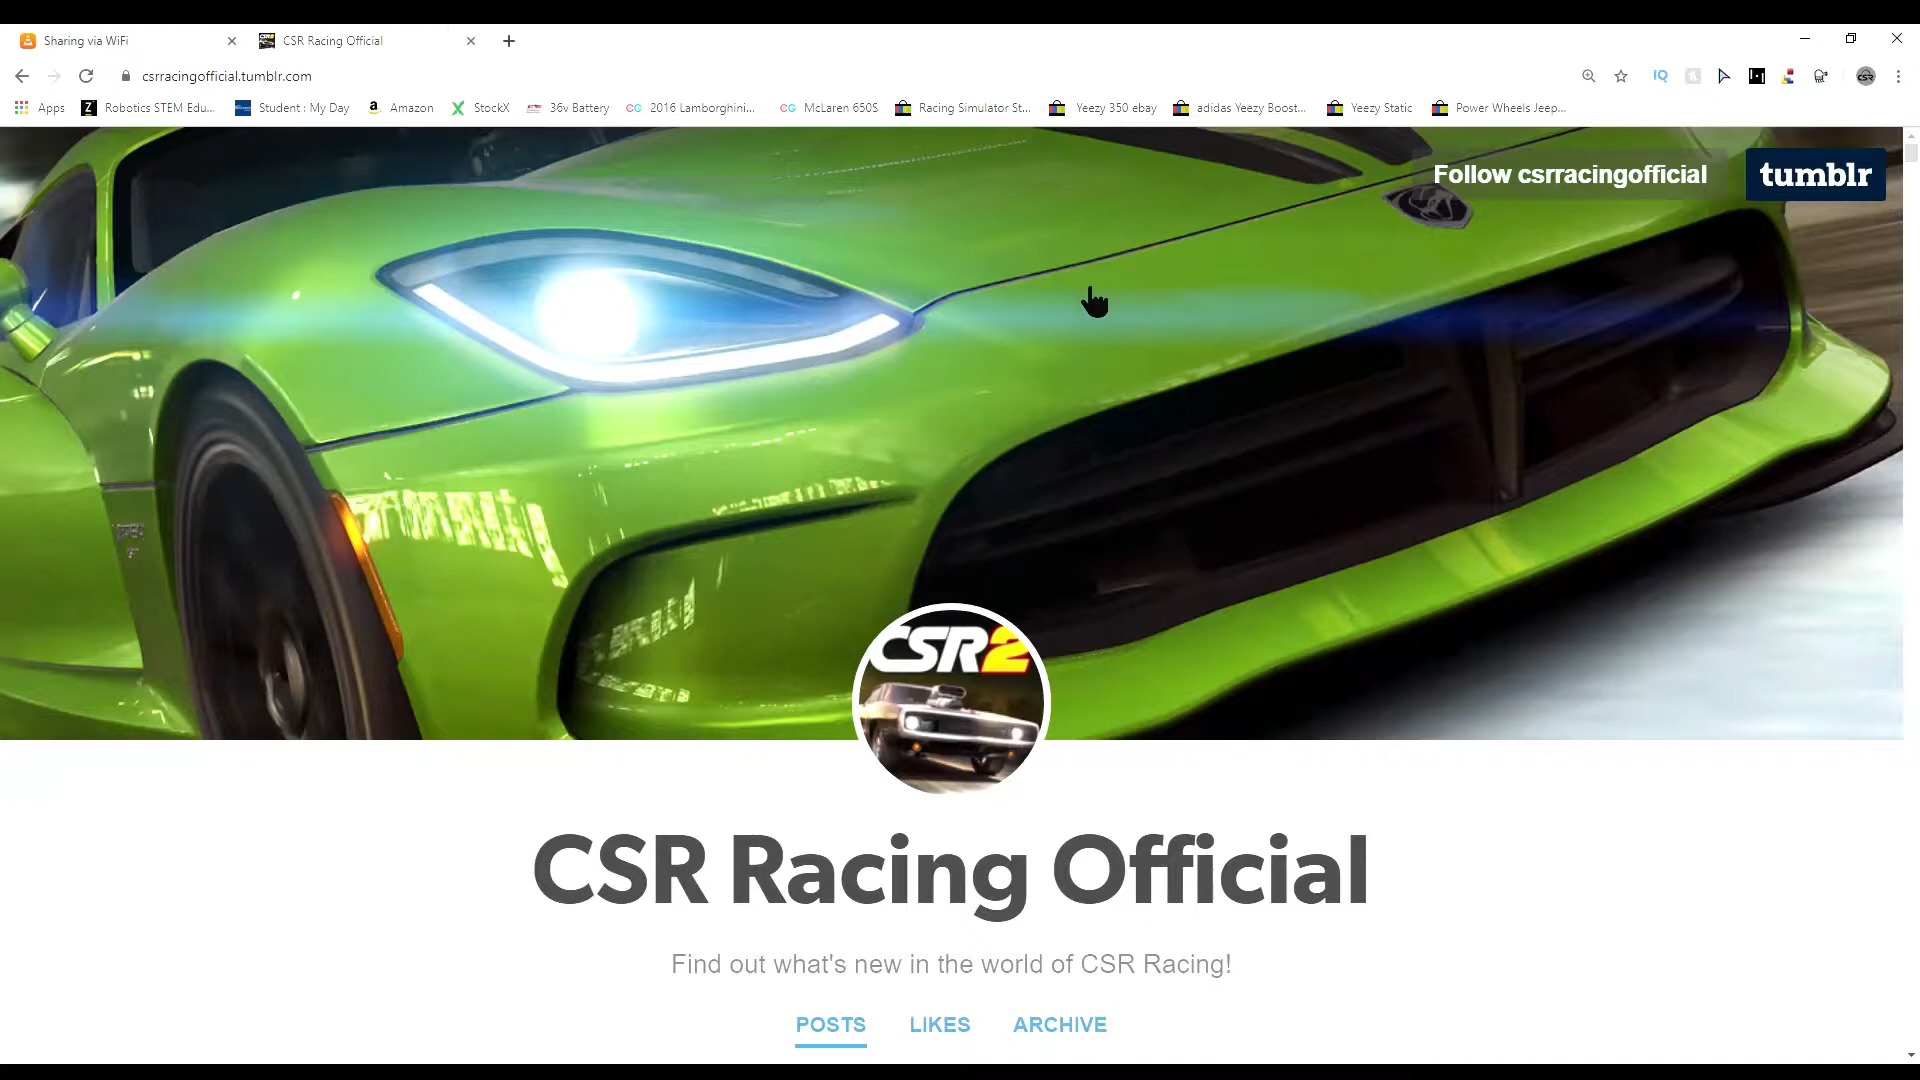 Sharing via WiFi
CSR Racing Official
csrracingofficial.tumblr.com
IQ
Apps
Robotics STEM Edu...
Student : My Day
Amazon
StockX
36v Battery
2016 Lamborghini...
McLaren 650S
Racing Simulator St...
Yeezy 350 ebay
adidas Yeezy Boost...
Yeezy Static
Power Wheels Jeep...
Follow csrracingofficial
tumblr
CSR2
CSR Racing Official
Find out what's new in the world of CSR Racing!
POSTS LIKES ARCHIVE